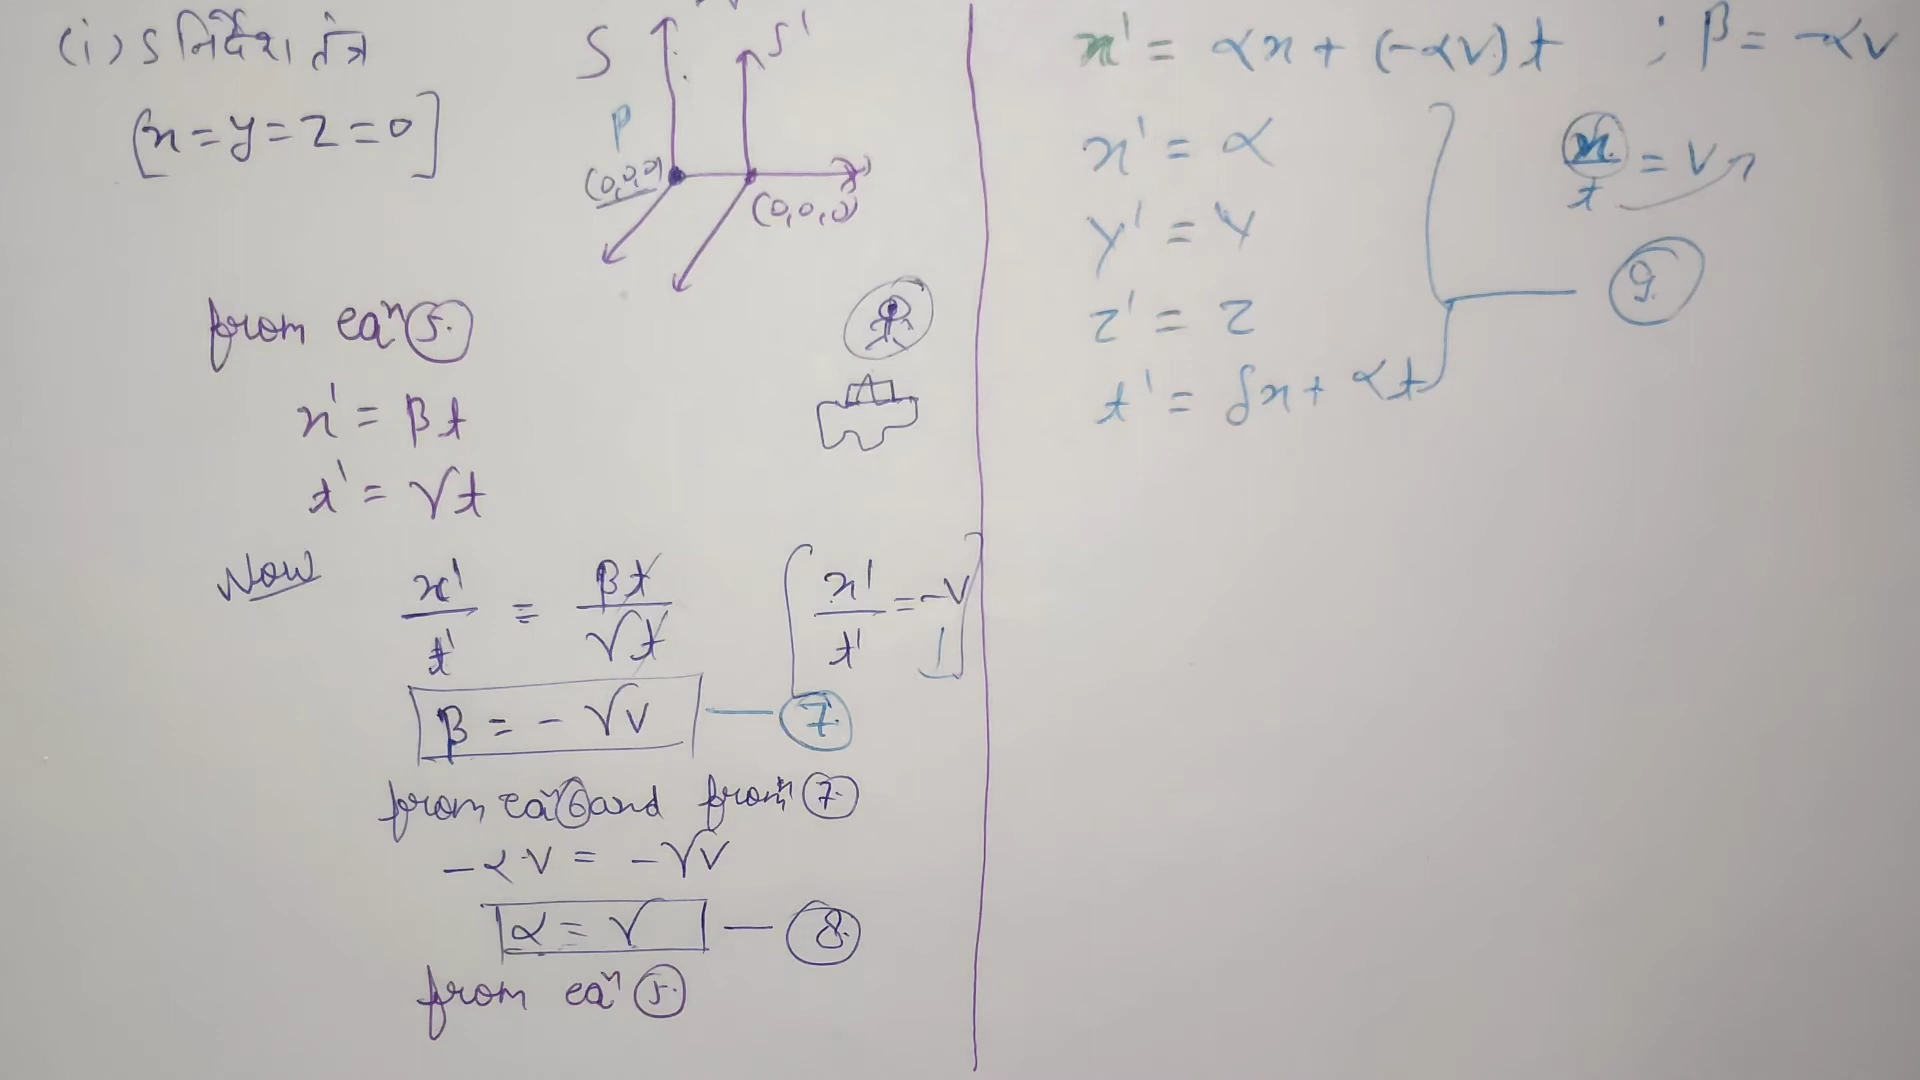 (i) S निर्देश तंत्र
[x=y=z=0]
S
S'
P
(0,0,0)
(0,0,0)
from eqn 5.
x' = βt
t' = γt
Now x'/t' = βt/γt [x'/t' = -v]
β = - γv — 7.
from eqn 6 and from 7.
-α.v = -γv
α = γ — 8.
from eqn 5.
x' = αx + (-αv)t ; β = -αv
x' = α
x/t = v
y' = y
z' = z
9.
t' = δx + αt